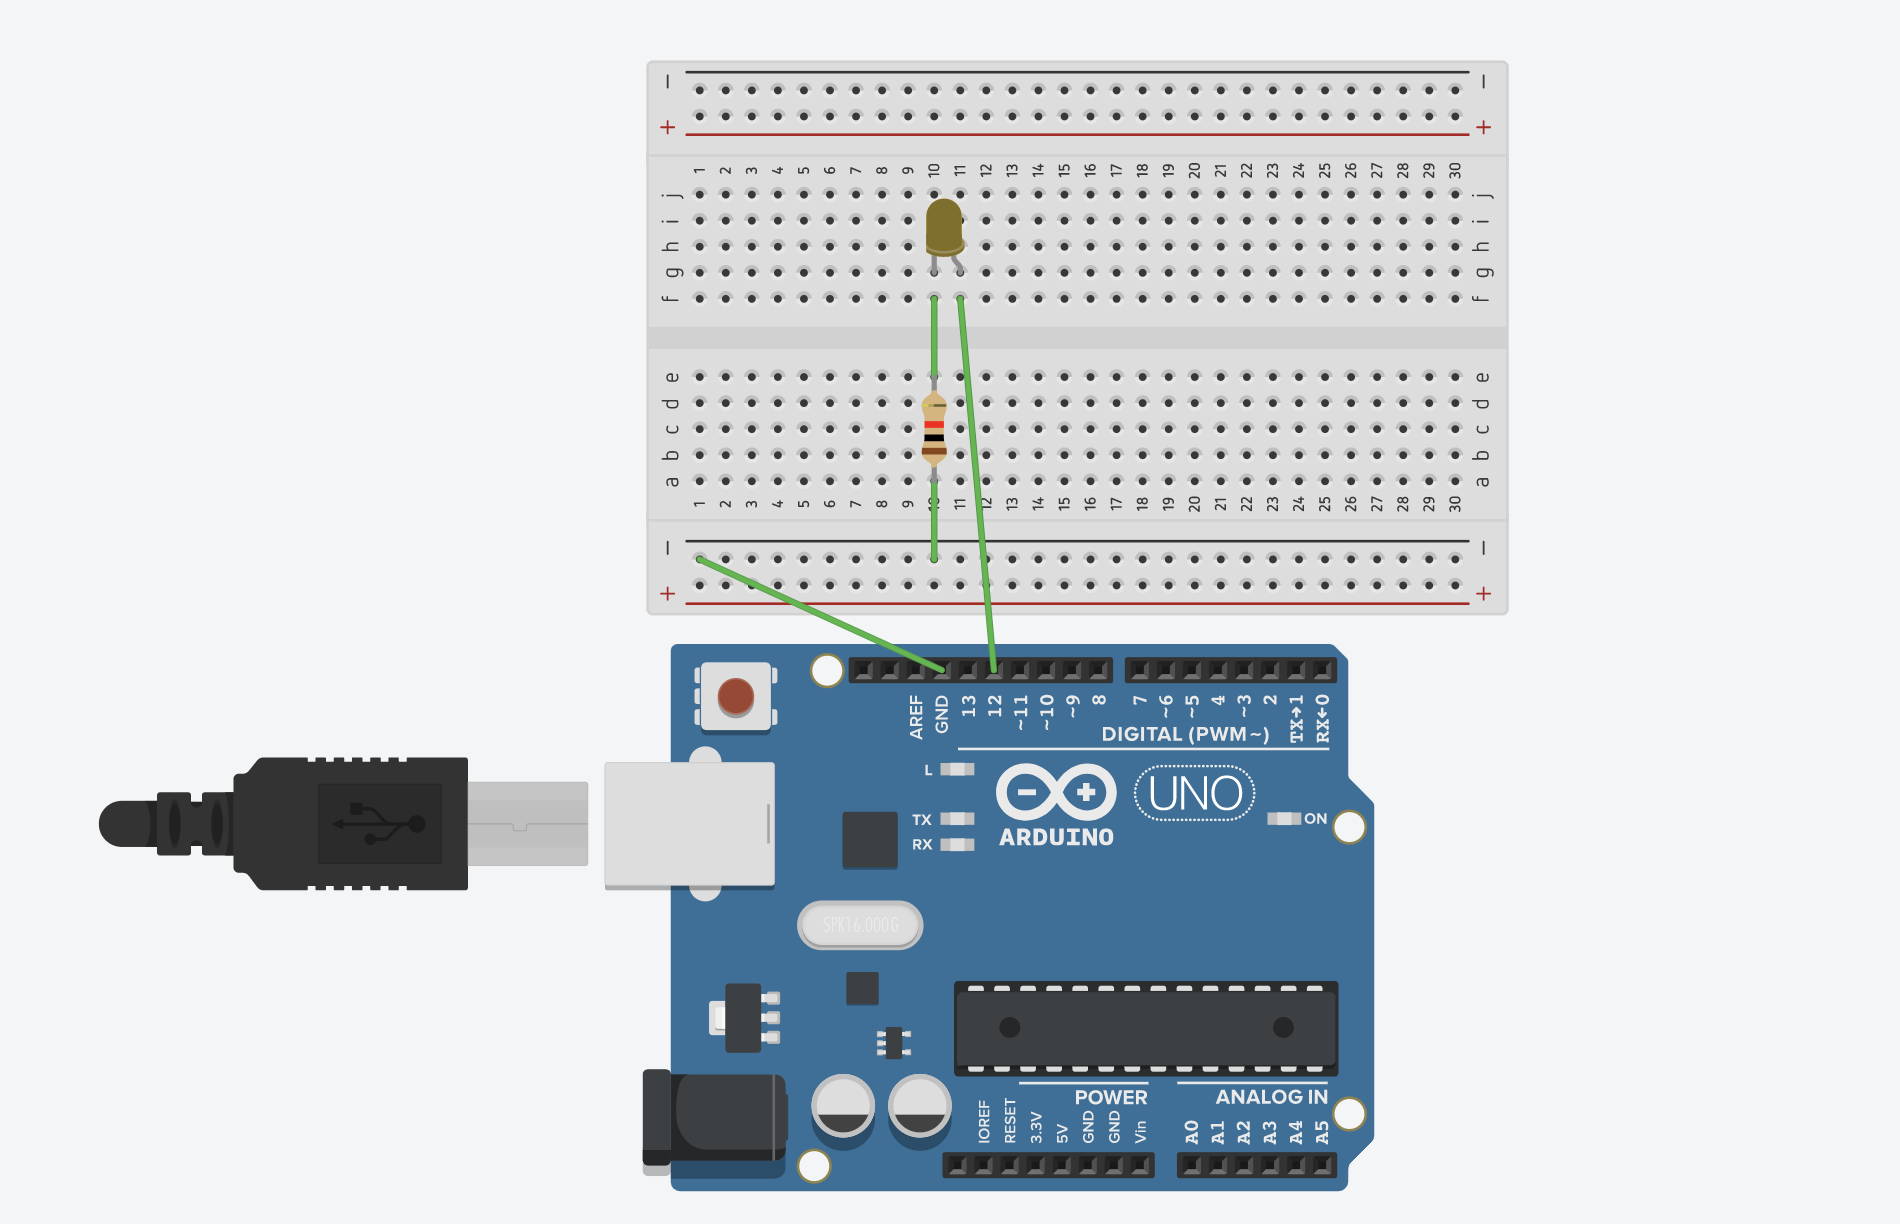 − −
+ +
1 2 3 4 5 6 7 8 9 10 11 12 13 14 15 16 17 18 19 20 21 22 23 24 25 26 27 28 29 30
j j
i i
h h
g g
f f
e e
d d
c c
b b
a a
1 2 3 4 5 6 7 8 9 10 11 12 13 14 15 16 17 18 19 20 21 22 23 24 25 26 27 28 29 30
− −
+ +
AREF GND 13 12 ~11 ~10 ~9 8 7 ~6 ~5 4 ~3 2 TX→1 RX←0
DIGITAL (PWM~)
L
UNO
TX
ON
ARDUINO
RX
SPK16.000G
POWER
ANALOG IN
IOREF RESET 3.3V 5V GND GND Vin A0 A1 A2 A3 A4 A5